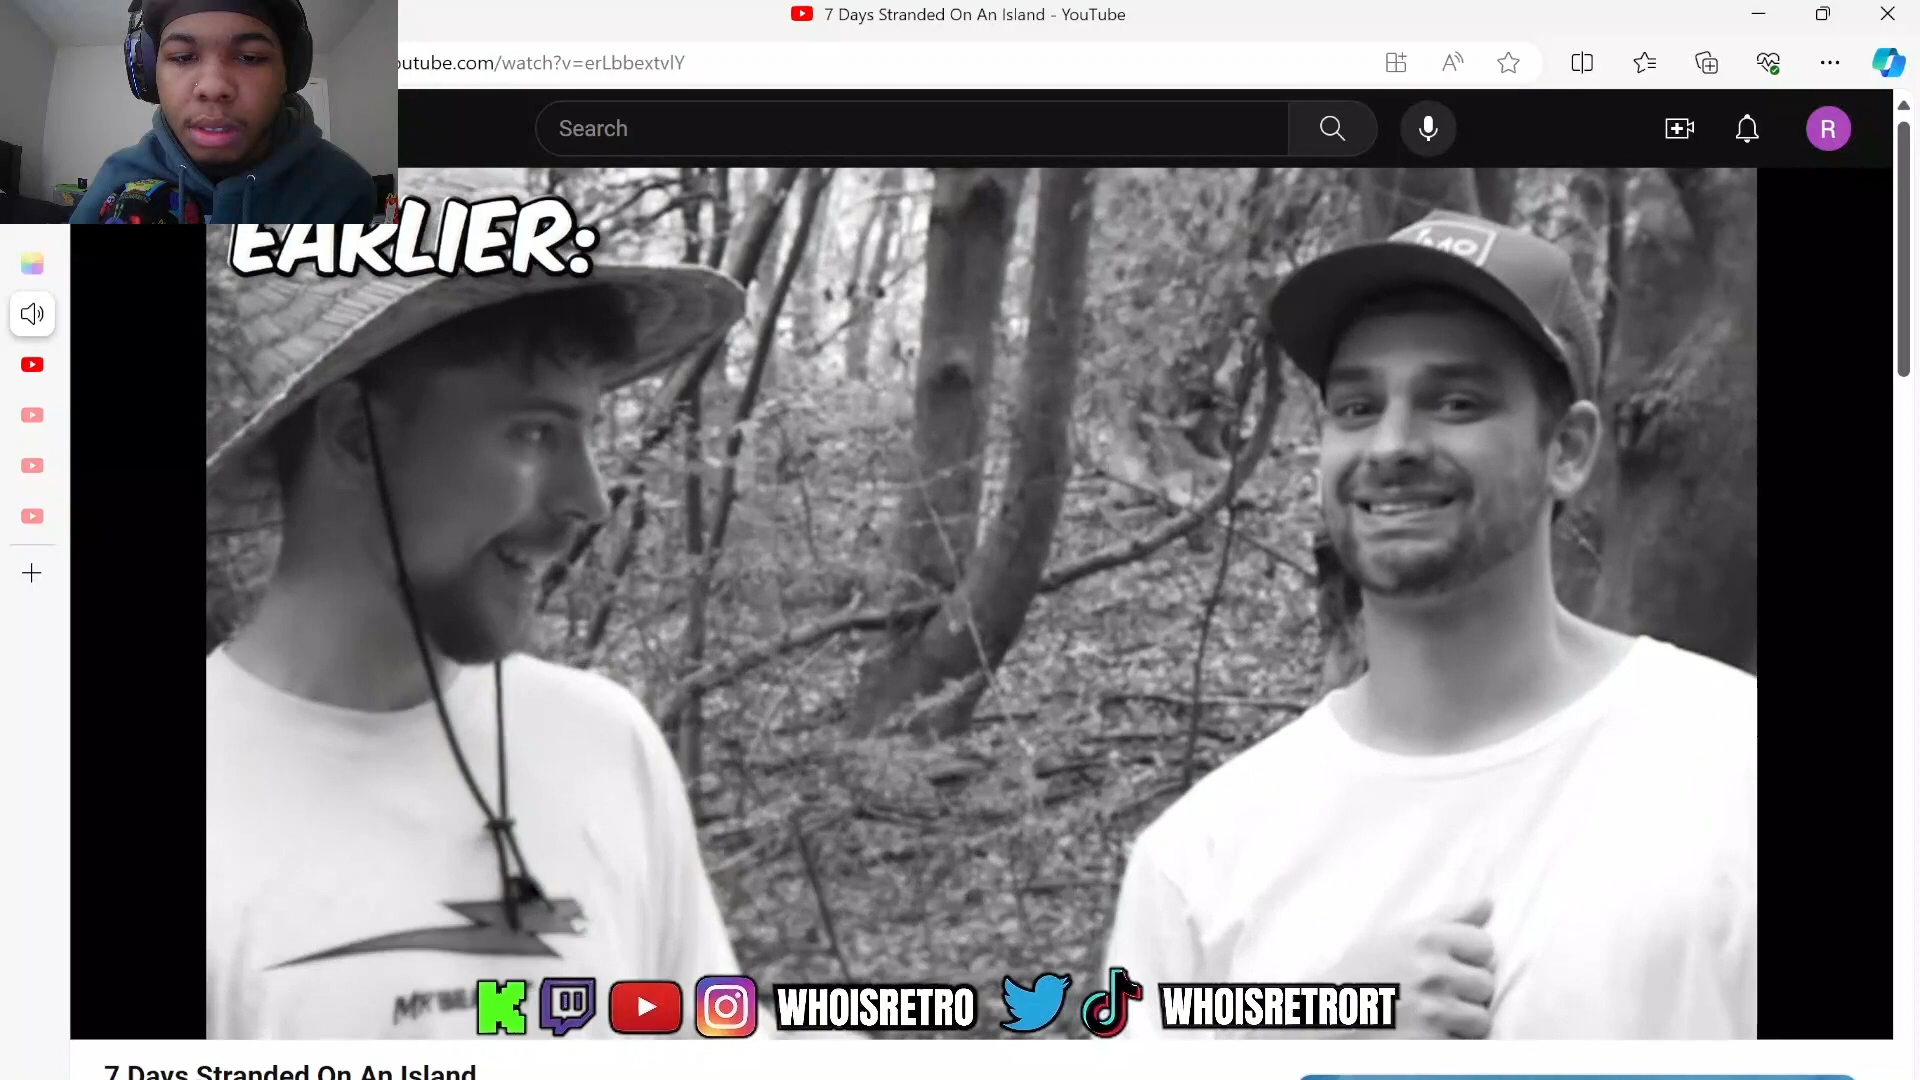 7 Days Stranded On An Island - YouTube
outube.com/watch?v=erLbbextvlY
Search
R
EARLIER:
WHOISRETRO
WHOISRETRORT
7 Days Stranded On An Island